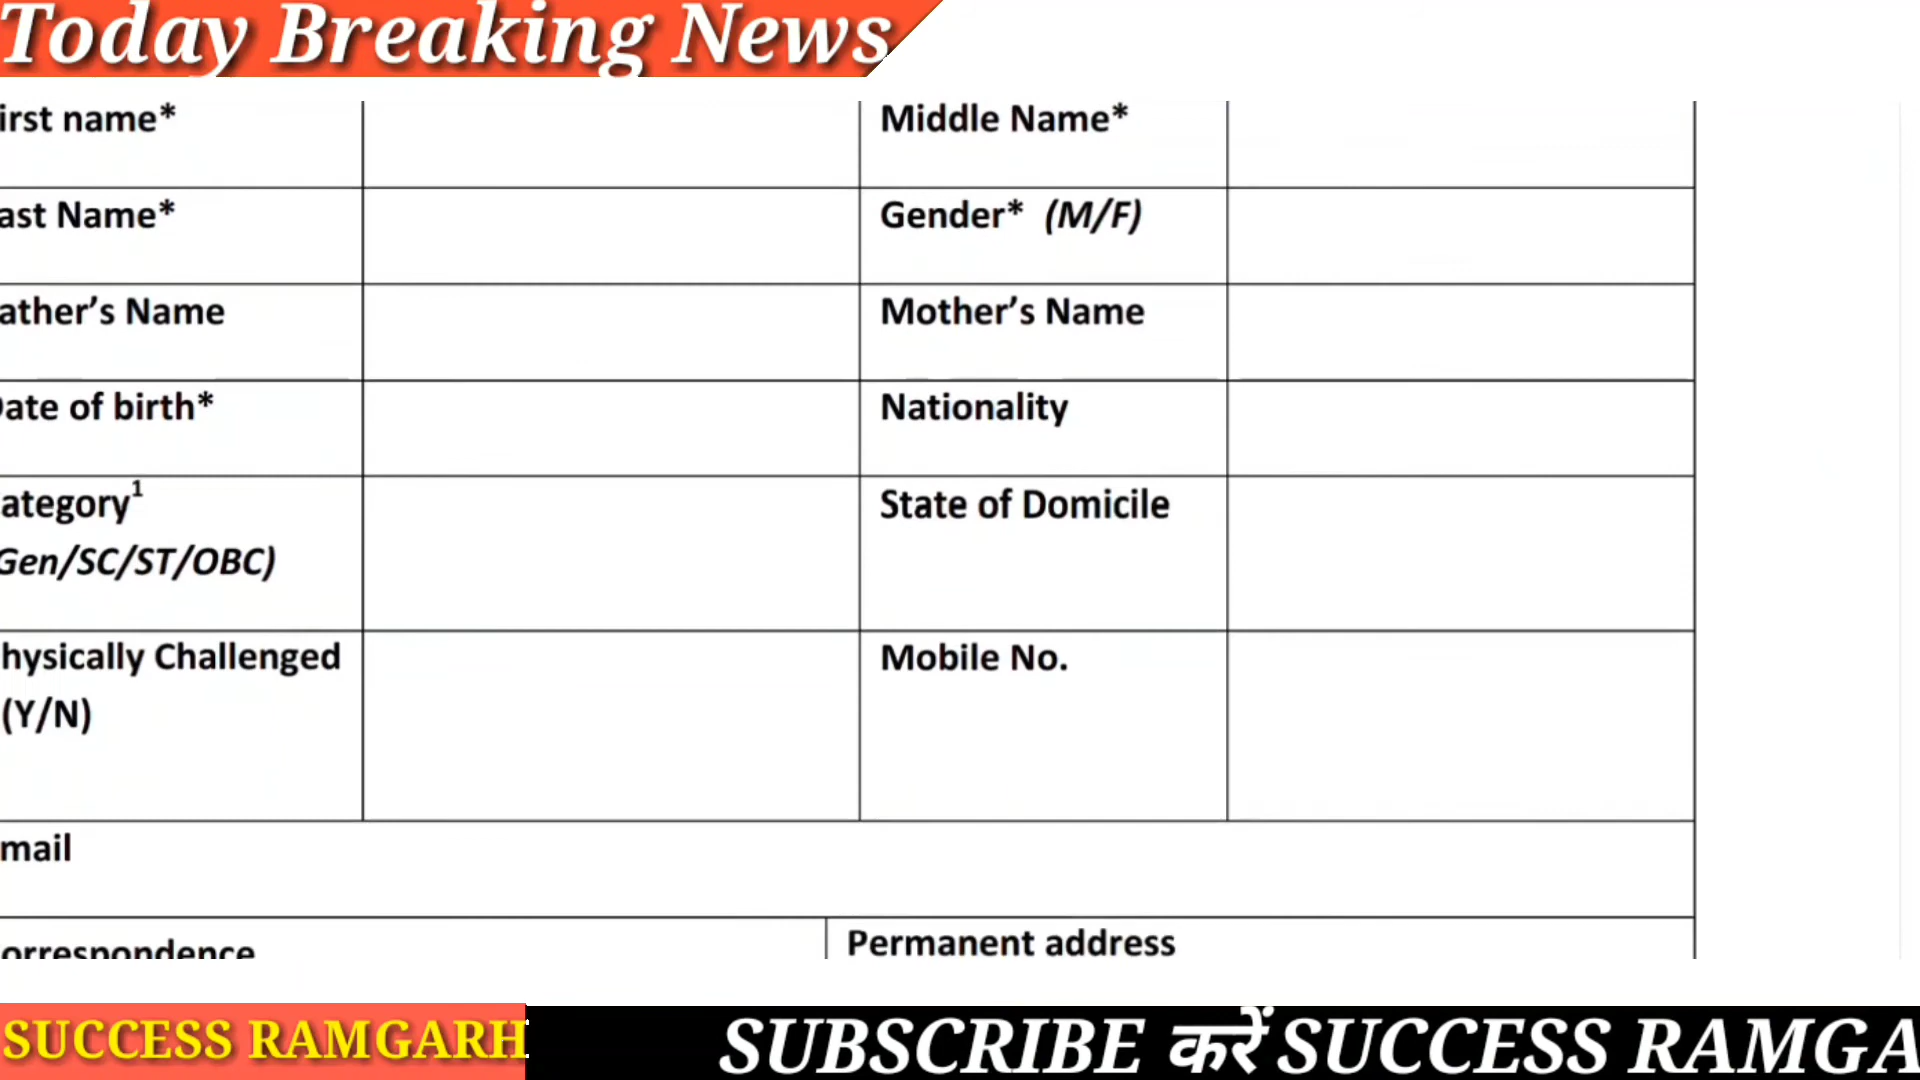 Today Breaking News
irst name* Middle Name*
ast Name* Gender* (M/F)
ather's Name Mother's Name
Date of birth* Nationality
ategory¹ State of Domicile
Gen/SC/ST/OBC)
hysically Challenged Mobile No.
(Y/N)
mail
orrespondence Permanent address
SUCCESS RAMGARH SUBSCRIBE करें SUCCESS RAMGA